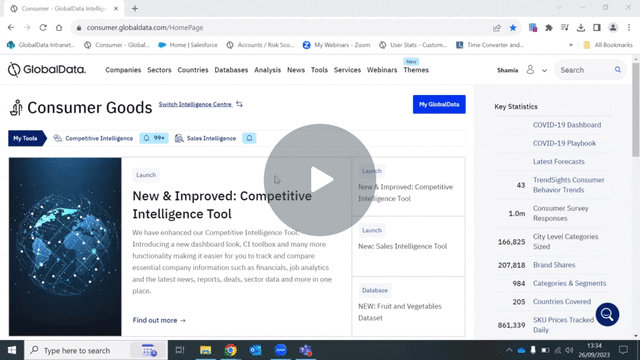 Consumer - GlobalData Intellige
consumer.globaldata.com/HomePage
GlobalData Intranet...
Consumer - Global...
Home | Salesforce
Accounts / Risk Sco...
My Webinars - Zoom
User Stats - Custom...
Time Converter and...
»
All Bookmarks
GlobalData.
Companies Sectors Countries Databases Analysis News Tools Services Webinars Themes
New
Shamia
Search
Consumer Goods
Switch Intelligence Centre
My GlobalData
My Tools
Competitive Intelligence
99+
Sales Intelligence
Launch
New & Improved: Competitive
Intelligence Tool
We have enhanced our Competitive Intelligence Tool.
Introducing a new dashboard look, CI toolbox and many more
functionality making it easier for you to track and compare
essential company information such as financials, job analytics
and the latest news, reports, deals, sector data and more in one
place.
Find out more →
Launch
New & Improved: Competitive
Intelligence Tool
Launch
New: Sales Intelligence Tool
Database
NEW: Fruit and Vegetables
Dataset
Key Statistics
COVID-19 Dashboard
COVID-19 Playbook
Latest Forecasts
43 TrendSights Consumer
Behavior Trends
1.0m Consumer Survey
Responses
166,825 City Level Categories
Sized
207,818 Brand Shares
984 Categories & Segments
205 Countries Covered
861,339 SKU Prices Tracked
Daily
Type here to search
13:34
26/09/2023